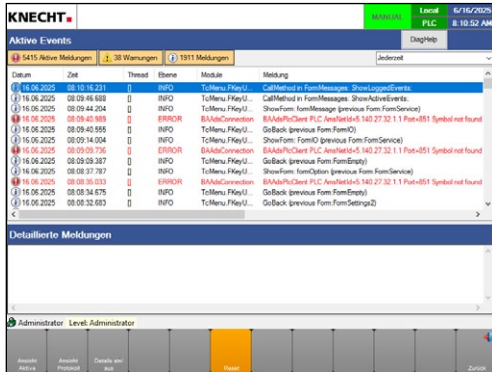 KNECHT.
MANUAL
Local
6/16/2025
PLC
8:10:52 AM
Aktive Events
DiagHelp
5415 Aktive Meldungen
38 Warnungen
1911 Meldungen
Jederzeit
Datum Zeit Thread Ebene Module Meldung
16.06.2025 08:10:16.231 [] INFO TcMenu.FKeyU... CallMethod in FormMessages: ShowLoggedEvents:
16.06.2025 08:09:46.688 [] INFO TcMenu.FKeyU... CallMethod in FormMessages: ShowActiveEvents:
16.06.2025 08:09:44.204 [] INFO TcMenu.FKeyU... ShowForm: formMessage (previous Form:FormService)
16.06.2025 08:09:40.989 [] ERROR BAAdsConnection BAAdsPlcClient PLC AmsNetId=5.140.27.32.1.1 Port=851 Symbol not found
16.06.2025 08:09:40.555 [] INFO TcMenu.FKeyU... GoBack (previous Form:FormIO)
16.06.2025 08:09:14.004 [] INFO TcMenu.FKeyU... ShowForm: FormIO (previous Form:FormService)
16.06.2025 08:09:09.736 [] ERROR BAAdsConnection BAAdsPlcClient PLC AmsNetId=5.140.27.32.1.1 Port=851 Symbol not found
16.06.2025 08:09:09.387 [] INFO TcMenu.FKeyU... GoBack (previous Form:FormEmpty)
16.06.2025 08:08:37.787 [] INFO TcMenu.FKeyU... ShowForm: formOption (previous Form:FormService)
16.06.2025 08:08:35.033 [] ERROR BAAdsConnection BAAdsPlcClient PLC AmsNetId=5.140.27.32.1.1 Port=851 Symbol not found
16.06.2025 08:08:34.675 [] INFO TcMenu.FKeyU... GoBack (previous Form:FormEmpty)
16.06.2025 08:08:32.683 [] INFO TcMenu.FKeyU... GoBack (previous Form:FormSettings2)
Detaillierte Meldungen
Administrator Level: Administrator
Ansicht Aktive
Ansicht Protokoll
Details ein/ aus
Reset
Zurück